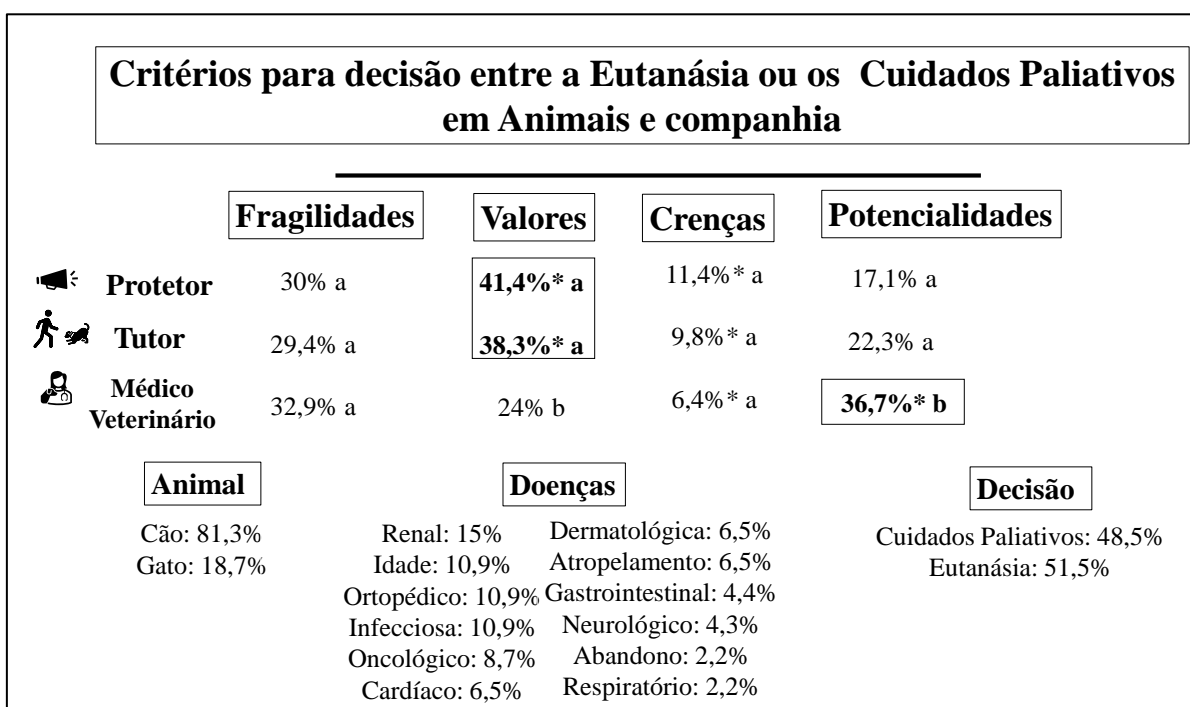 Critérios para decisão entre a Eutanásia ou os Cuidados Paliativos
em Animais e companhia
Fragilidades Valores Crenças Potencialidades
Protetor 30% a 41,4%* a 11,4%* a 17,1% a
Tutor 29,4% a 38,3%* a 9,8%* a 22,3% a
Médico
Veterinário 32,9% a 24% b 6,4%* a 36,7%* b
Animal
Cão: 81,3%
Gato: 18,7%
Doenças
Renal: 15%
Idade: 10,9%
Ortopédico: 10,9%
Infecciosa: 10,9%
Oncológico: 8,7%
Cardíaco: 6,5%
Dermatológica: 6,5%
Atropelamento: 6,5%
Gastrointestinal: 4,4%
Neurológico: 4,3%
Abandono: 2,2%
Respiratório: 2,2%
Decisão
Cuidados Paliativos: 48,5%
Eutanásia: 51,5%